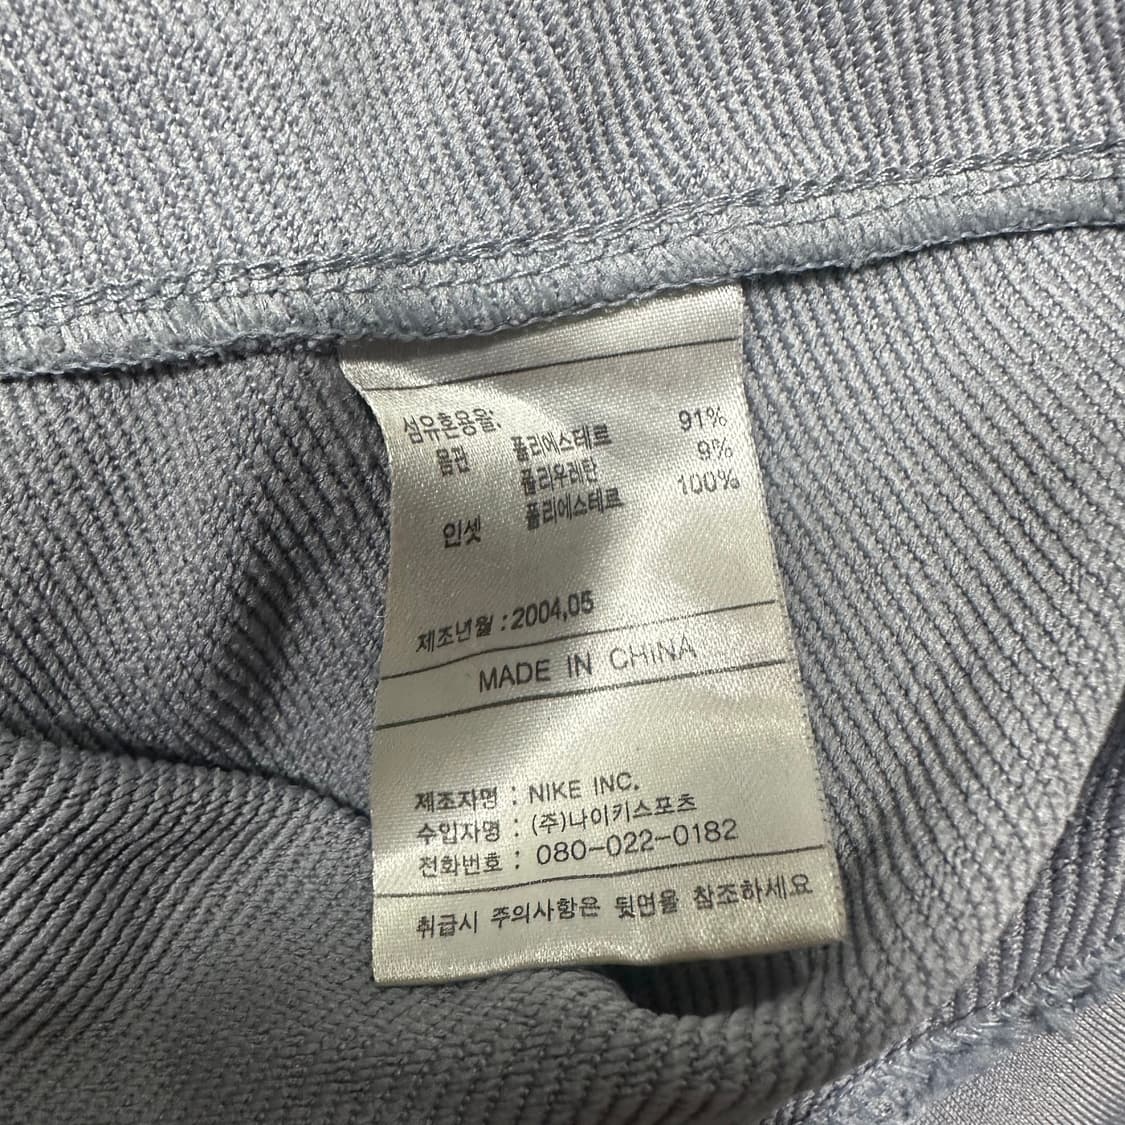 섬유혼용율:
몸판 폴리에스테르 91%
폴리우레탄 9%
인셋 폴리에스테르 100%
제조년월 : 2004,05
MADE IN CHINA
제조자명 : NIKE INC.
수입자명 : (주)나이키스포츠
전화번호 : 080-022-0182
취급시 주의사항은 뒷면을 참조하세요